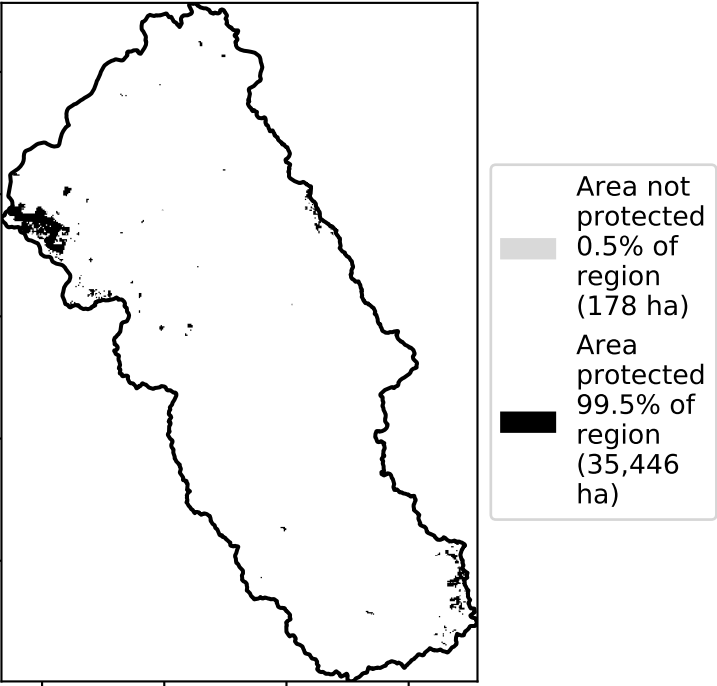 Area not
protected
0.5% of
region
(178 ha)
Area
protected
99.5% of
region
(35,446
ha)